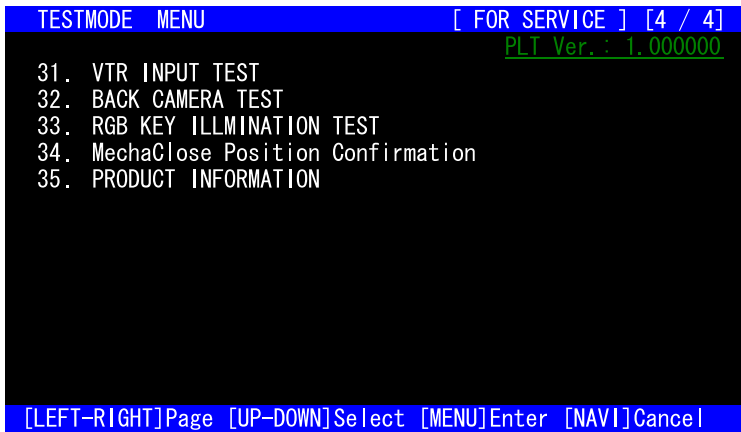 TESTMODE MENU [ FOR SERVICE ] [4 / 4]
PLT Ver.: 1.000000
31. VTR INPUT TEST
32. BACK CAMERA TEST
33. RGB KEY ILLMINATION TEST
34. MechaClose Position Confirmation
35. PRODUCT INFORMATION
[LEFT-RIGHT]Page [UP-DOWN]Select [MENU]Enter [NAVI]Cancel